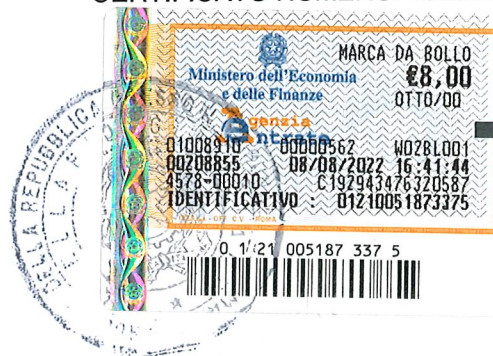 MARCA DA BOLLO
Ministero dell'Economia
e delle Finanze
€8,00
OTTO/00
genzia
ntrate
01008910 00000562 W02BL001
00208855 08/08/2022 16:41:44
4578-00010 C192943476320587
IDENTIFICATIVO : 01210051873375
0 1 21 005187 337 5
DELLA REPUBBLICA